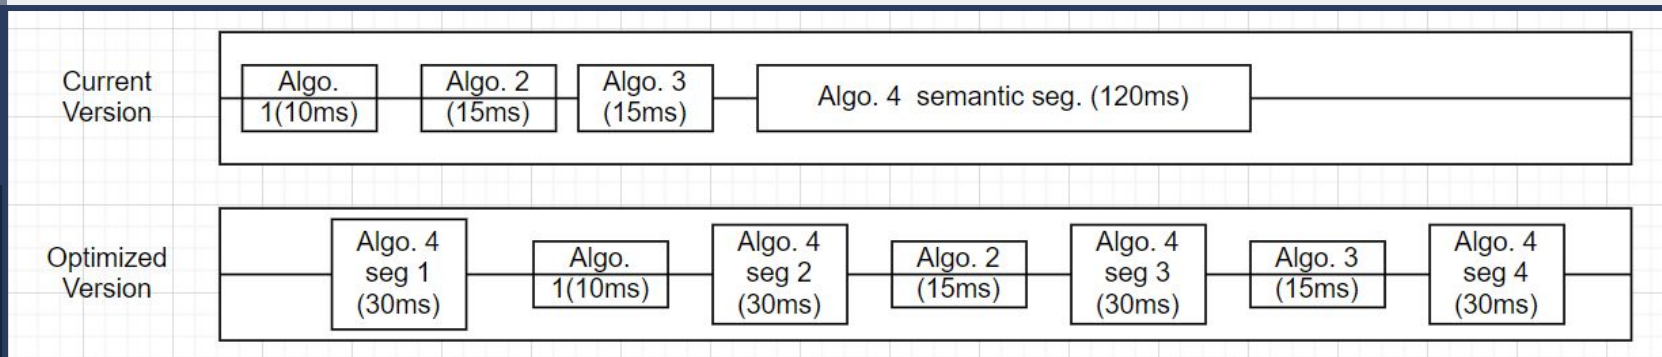 Current
Version
Algo.
1(10ms)
Algo. 2
(15ms)
Algo. 3
(15ms)
Algo. 4 semantic seg. (120ms)
Optimized
Version
Algo. 4
seg 1
(30ms)
Algo.
1(10ms)
Algo. 4
seg 2
(30ms)
Algo. 2
(15ms)
Algo. 4
seg 3
(30ms)
Algo. 3
(15ms)
Algo. 4
seg 4
(30ms)